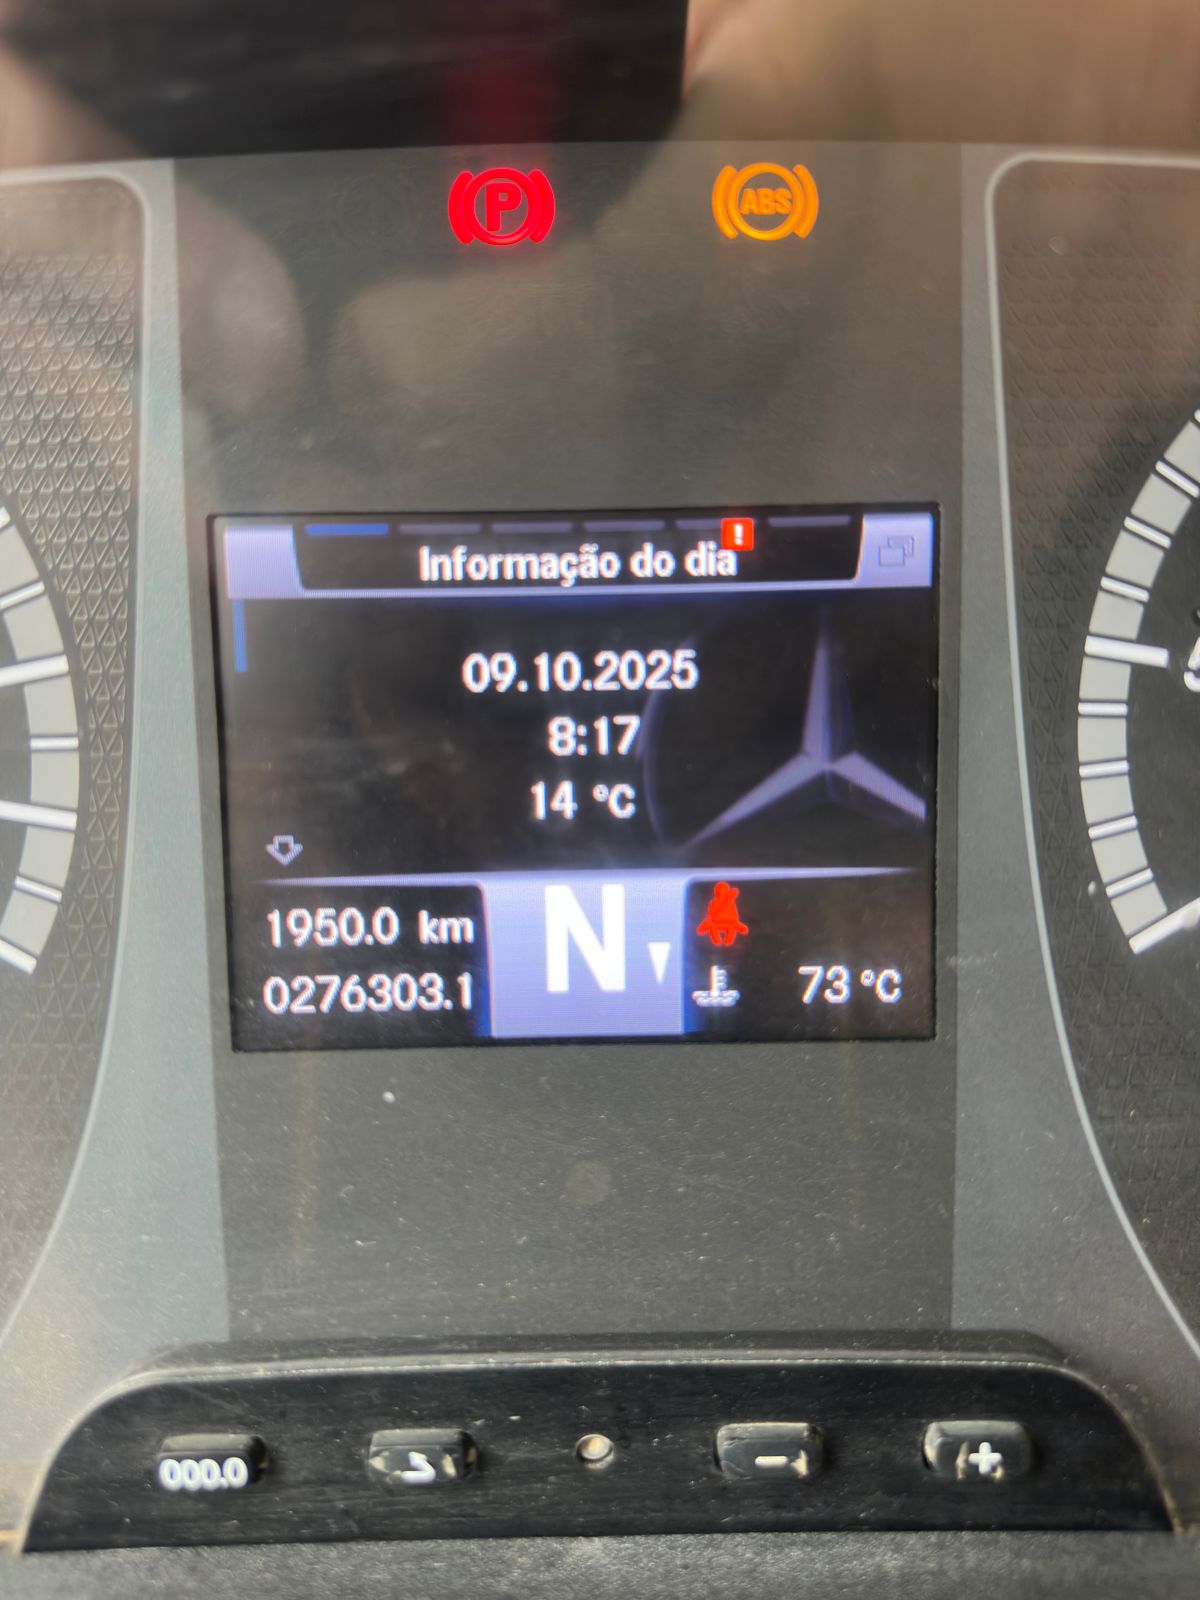 P
ABS
!
Informação do dia
09.10.2025
8:17
14 °C
1950.0 km
N
0276303.1
73 °C
000.0
-
+